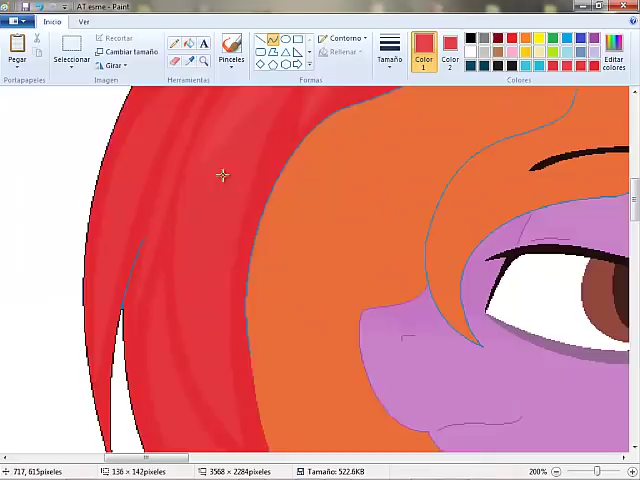 AT esme - Paint
Inicio
Ver
Pegar
Portapapeles
Seleccionar
Recortar
Cambiar tamaño
Girar
Imagen
A
Herramientas
Pinceles
Contorno
Rellenar
Formas
Tamaño
Color 1
Color 2
Editar colores
Colores
717, 615píxeles
136 × 142píxeles
3568 × 2284píxeles
Tamaño: 522.6KB
200%